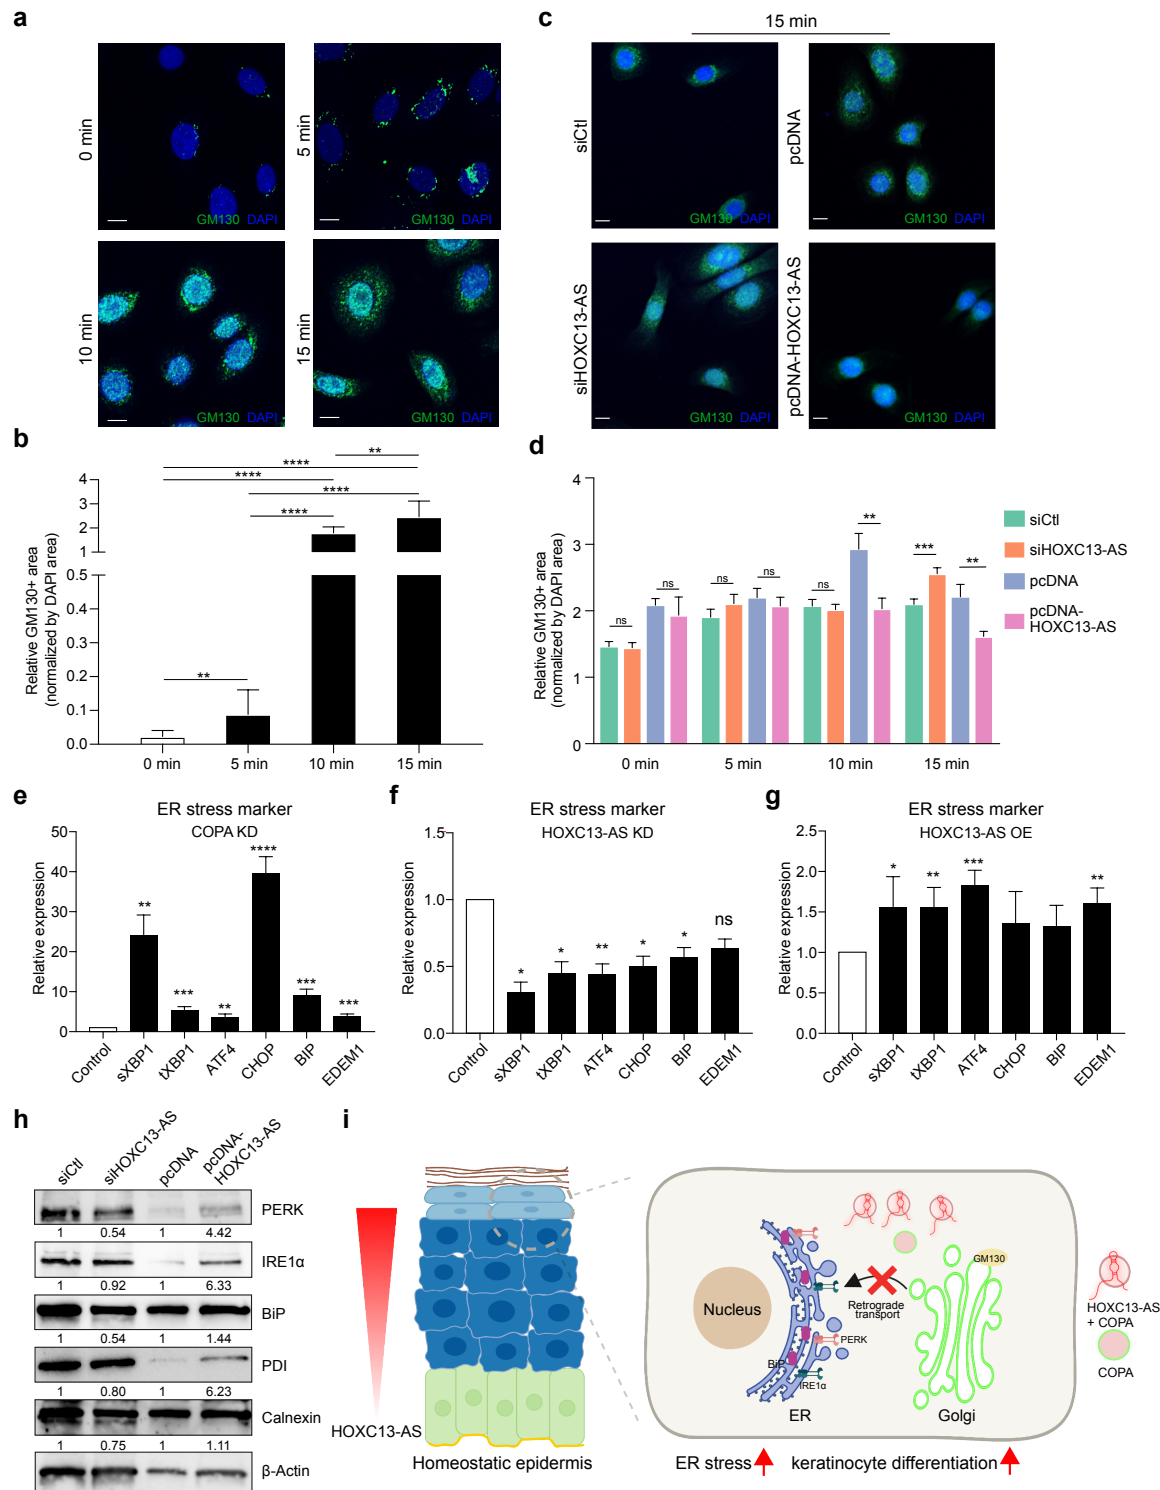 a
0 min
GM130 DAPI
5 min
GM130 DAPI
10 min
GM130 DAPI
15 min
GM130 DAPI
c
15 min
siCtl
GM130 DAPI
pcDNA
GM130 DAPI
siHOXC13-AS
GM130 DAPI
pcDNA-HOXC13-AS
GM130 DAPI
b
Relative GM130+ area
(normalized by DAPI area)
4
3
2
1
0.5
0.4
0.3
0.2
0.1
0.0
**
****
****
****
****
**
0 min
5 min
10 min
15 min
d
Relative GM130+ area
(normalized by DAPI area)
4
3
2
1
0
ns
ns
ns
ns
ns
**
***
**
0 min
5 min
10 min
15 min
siCtl
siHOXC13-AS
pcDNA
pcDNA-
HOXC13-AS
e
ER stress marker
COPA KD
Relative expression
50
40
30
20
10
0
**
***
**
****
***
***
Control
sXBP1
tXBP1
ATF4
CHOP
BIP
EDEM1
f
ER stress marker
HOXC13-AS KD
Relative expression
1.5
1.0
0.5
0.0
*
*
**
*
*
ns
Control
sXBP1
tXBP1
ATF4
CHOP
BIP
EDEM1
g
ER stress marker
HOXC13-AS OE
Relative expression
2.5
2.0
1.5
1.0
0.5
0.0
*
**
***
**
Control
sXBP1
tXBP1
ATF4
CHOP
BIP
EDEM1
h
siCtl
siHOXC13-AS
pcDNA
pcDNA-
HOXC13-AS
PERK
1 0.54 1 4.42
IRE1α
1 0.92 1 6.33
BiP
1 0.54 1 1.44
PDI
1 0.80 1 6.23
Calnexin
1 0.75 1 1.11
β-Actin
i
HOXC13-AS
Homeostatic epidermis
Nucleus
BiP
PERK
IRE1α
ER
Retrograde
transport
GM130
Golgi
HOXC13-AS
+ COPA
COPA
ER stress
keratinocyte differentiation